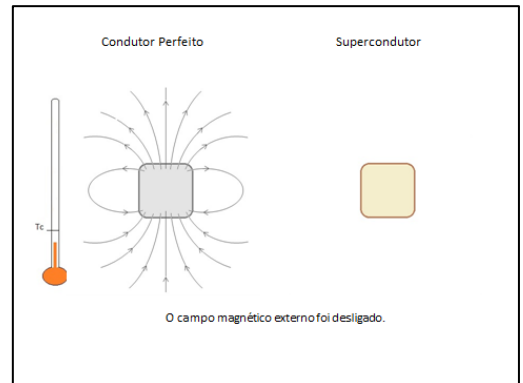 Condutor Perfeito
Supercondutor
Tc
O campo magnético externo foi desligado.